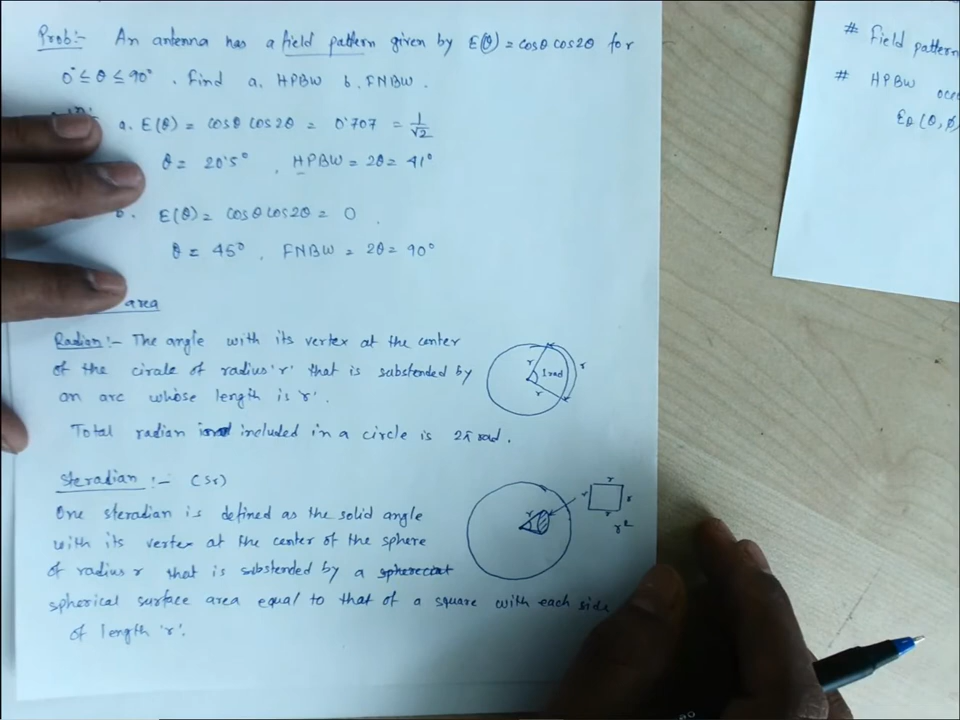 Prob:- An antenna has a field pattern given by E(θ) = cosθ cos2θ for
0° ≤ θ ≤ 90° . Find a. HPBW b. FNBW .
a. E(θ) = cosθ cos2θ = 0.707 = 1/√2
θ = 20.5° , HPBW = 2θ = 41°
b. E(θ) = cosθ cos2θ = 0 .
θ = 45° , FNBW = 2θ = 90°
area
Radian :- The angle with its vertex at the center
of the cirale of radius 'r' that is substended by
an arc whose length is 'r' .
Total radian included in a circle is 2π rad .
r
1 rad
r
r
Steradian :- (Sr)
One steradian is defined as the solid angle
with its vertex at the center of the sphere
of radius r that is substended by a
spherical surface area equal to that of a square with each side
of length 'r'.
r
r
r
r
r
r²
# Field pattern
# HPBW
Eθ (θ, φ